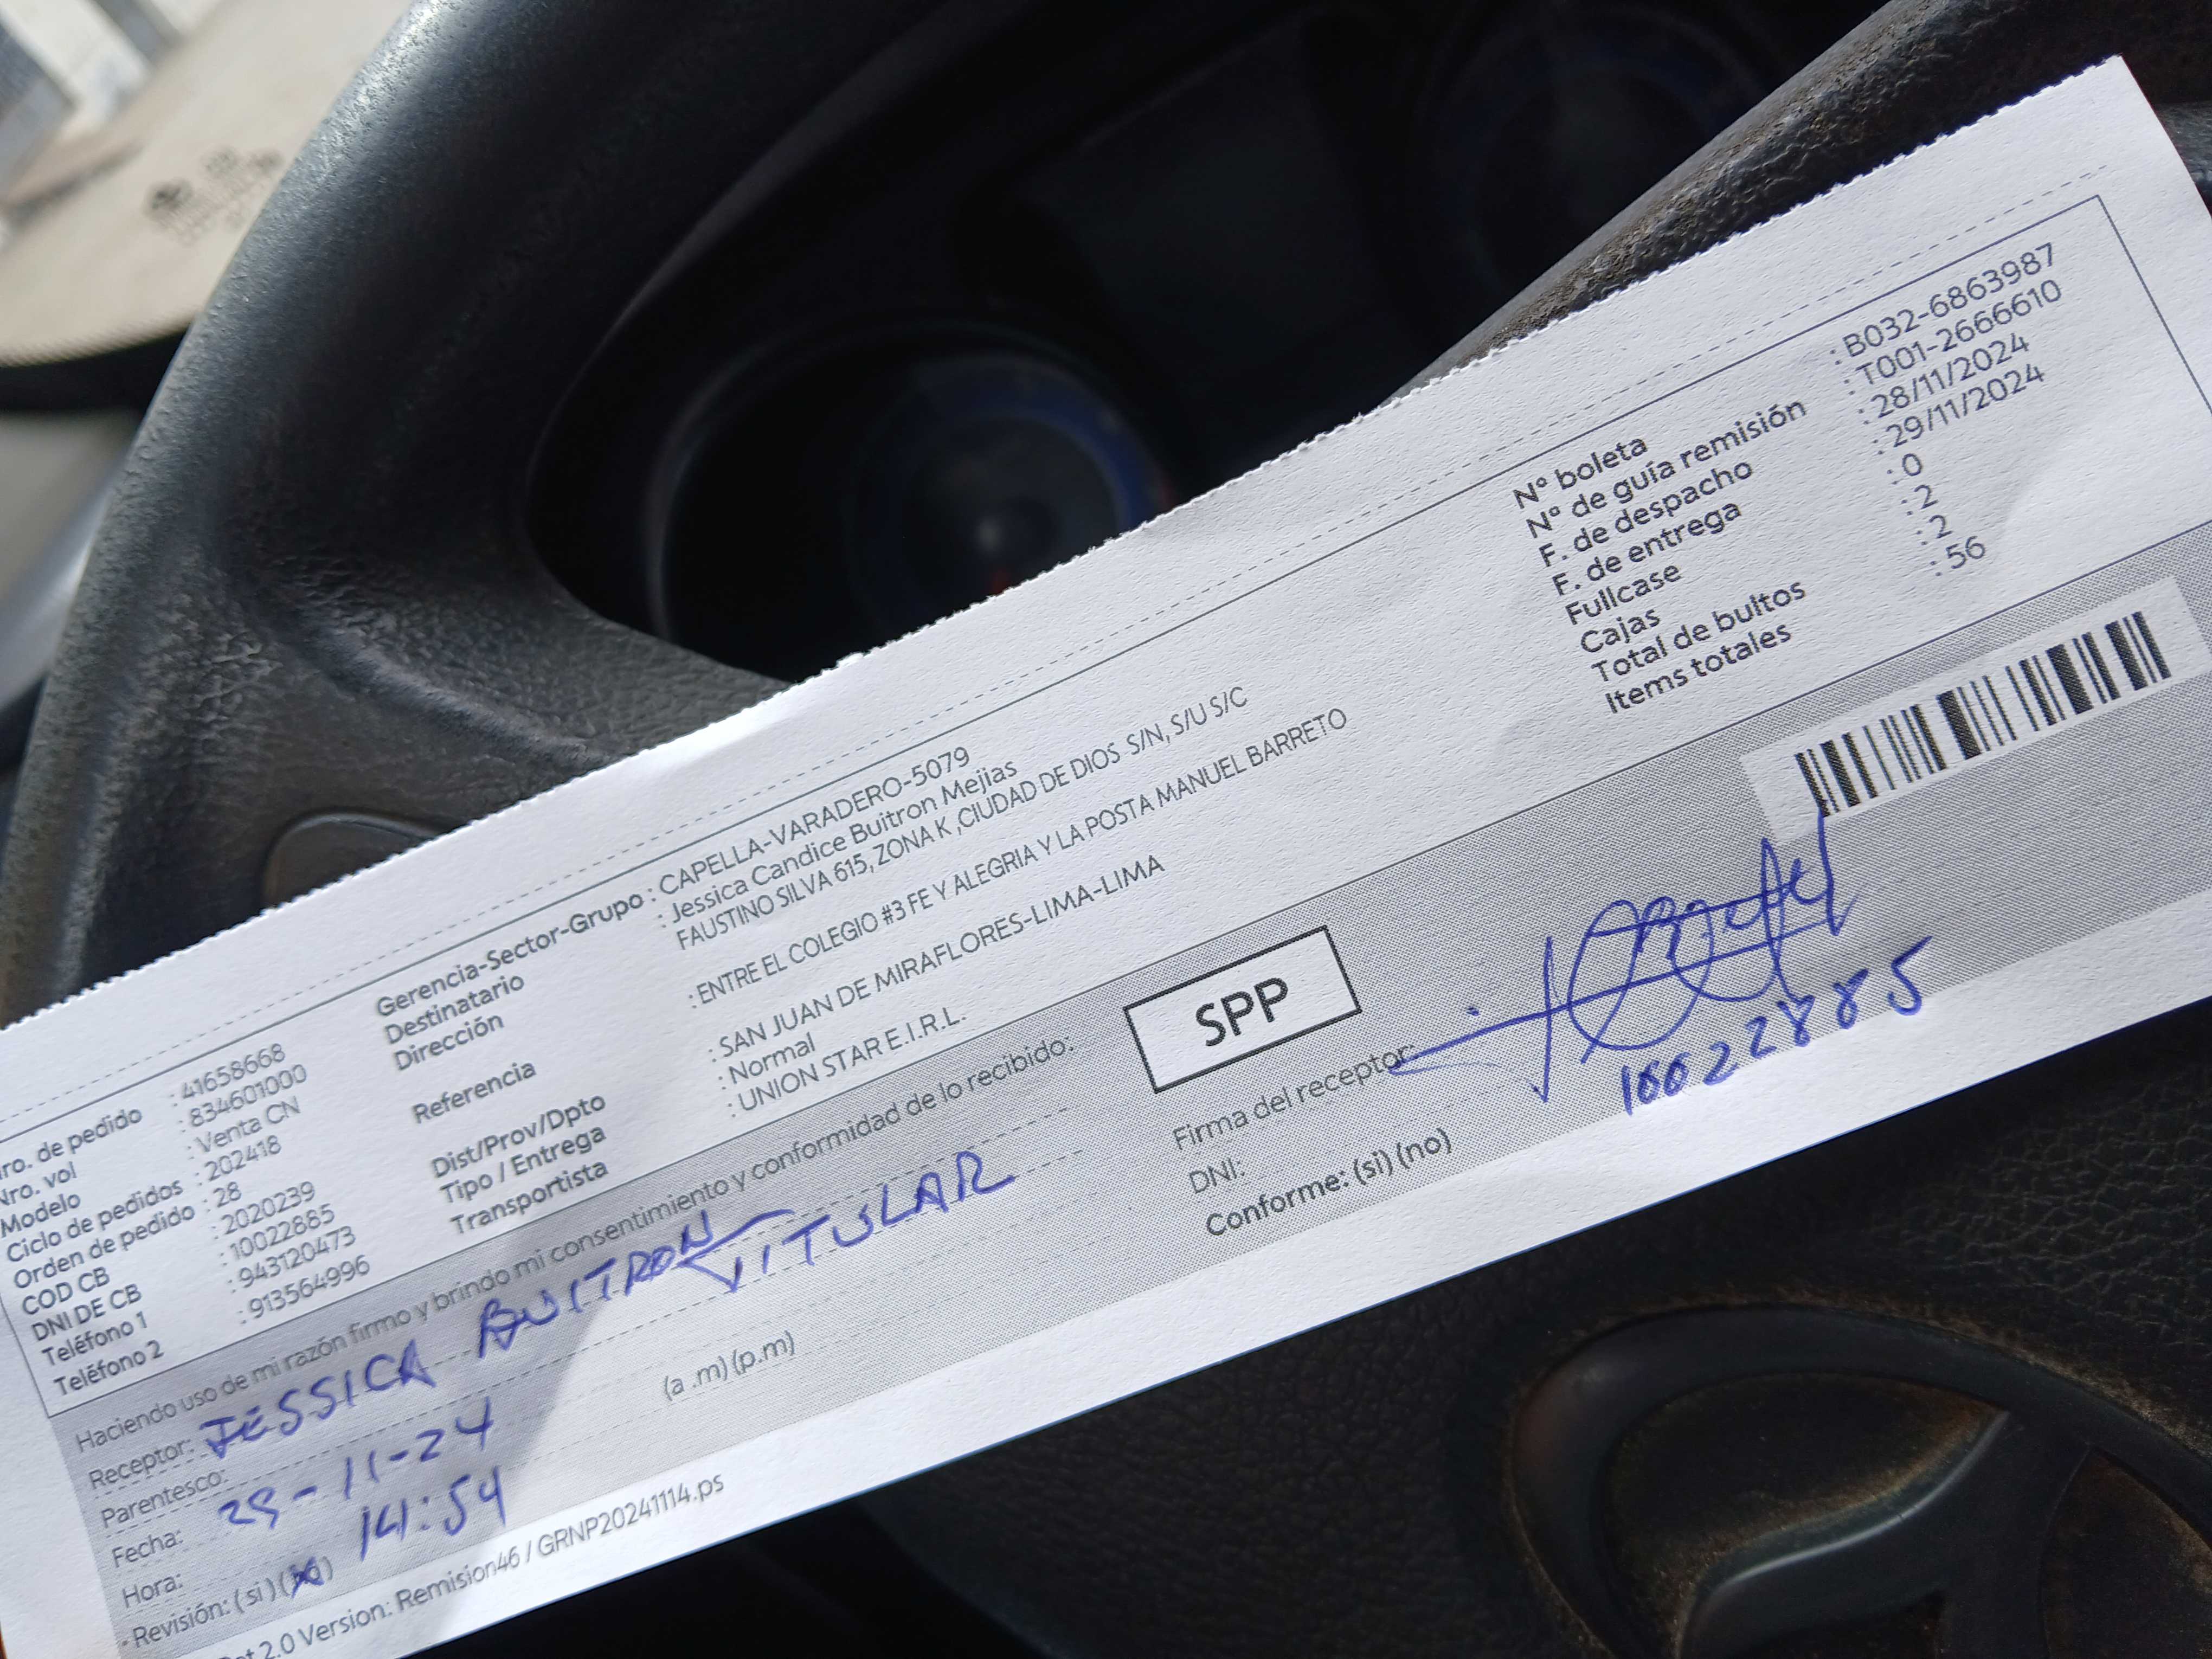 Nro. de pedido : 41658668
Nro. vol : 834601000
Modelo : Venta CN
Ciclo de pedidos : 202418
Orden de pedido : 28
COD CB : 2020239
DNI DE CB : 10022885
Teléfono 1 : 943120473
Teléfono 2 : 913564996
Gerencia-Sector-Grupo : CAPELLA-VARADERO-5079
Destinatario : Jessica Candice Buitron Mejias
Dirección FAUSTINO SILVA 615, ZONA K ,CIUDAD DE DIOS S/N, S/U S/C
Referencia : ENTRE EL COLEGIO #3 FE Y ALEGRIA Y LA POSTA MANUEL BARRETO
Dist/Prov/Dpto : SAN JUAN DE MIRAFLORES-LIMA-LIMA
Tipo / Entrega : Normal
Transportista : UNION STAR E.I.R.L.
N° boleta : B032-6863987
N° de guía remisión : T001-2666610
F. de despacho : 28/11/2024
F. de entrega : 29/11/2024
Fullcase : 0
Cajas : 2
Total de bultos : 2
Items totales : 56
Haciendo uso de mi razón firmo y brindo mi consentimiento y conformidad de lo recibido:
Receptor: JESSICA BUITRON TITULAR
Parentesco:
Fecha: 29-11-24
Hora: 14:54 (a .m) (p.m)
Revisión: ( si ) (no)
SPP
Firma del receptor:
DNI: 10022885
Conforme: (si) (no)
2.0 Version: Remision46 / GRNP20241114.ps